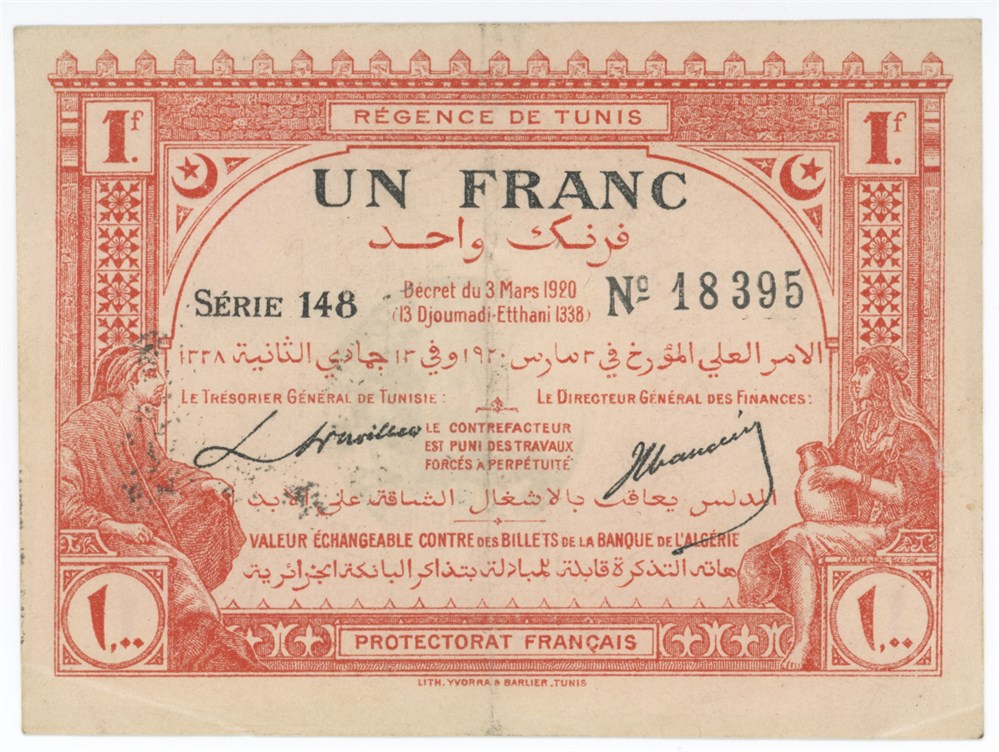 RÉGENCE DE TUNIS
1f.
1f.
UN FRANC
فرنك واحد
SÉRIE 148
Décret du 3 Mars 1920
(13 Djoumadi-Etthani 1338)
Nº 18395
الامر العلي المؤرخ في ٣ مارس ١٩٢٠ وفي ١٣ جمادي الثانية ١٣٣٨
LE TRÉSORIER GÉNÉRAL DE TUNISIE:
LE DIRECTEUR GÉNÉRAL DES FINANCES:
LE CONTREFACTEUR
EST PUNI DES TRAVAUX
FORCÉS A PERPÉTUITÉ
المدلس يعاقب بالاشغال الشاقة على الابد
VALEUR ÉCHANGEABLE CONTRE DES BILLETS DE LA BANQUE DE L'ALGÉRIE
هاته التذكرة قابلة للمبادلة بتذاكر البانكة الجزائرية
١,٠٠
١,٠٠
PROTECTORAT FRANÇAIS
LITH. YVORRA & BARLIER_TUNIS